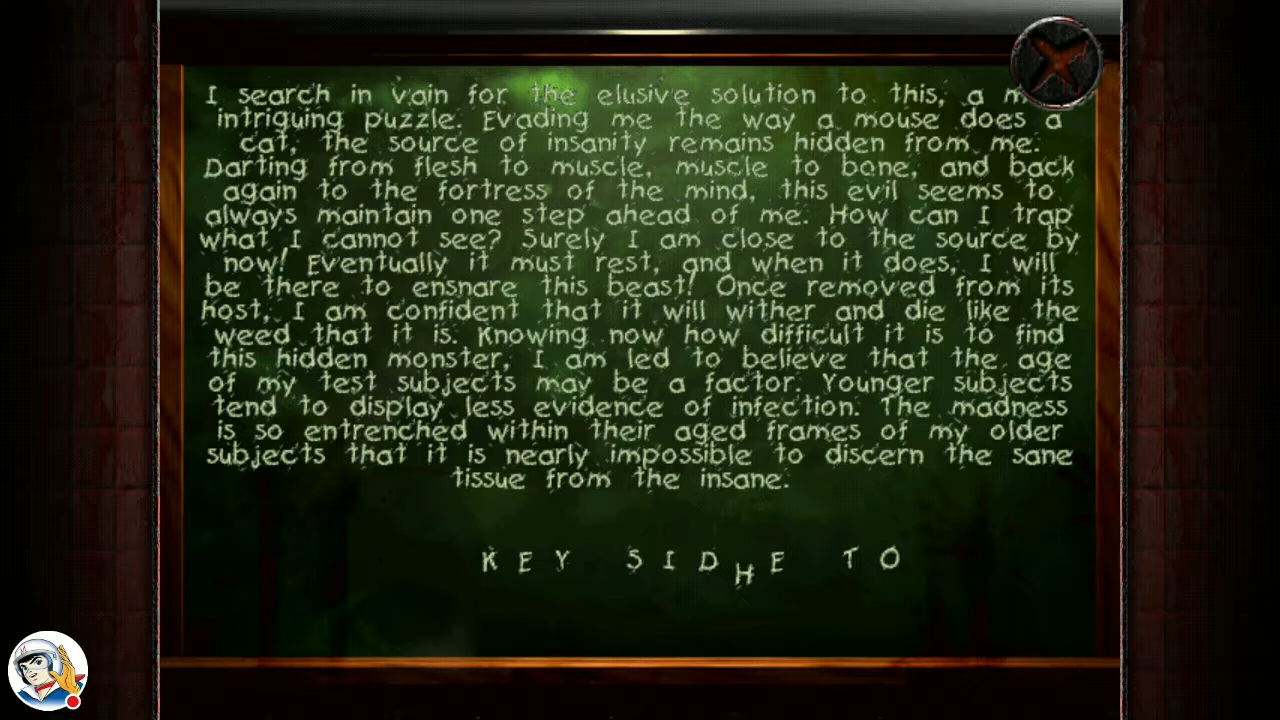 I search in vain for the elusive solution to this, a m
intriguing puzzle. Evading me the way a mouse does a
cat, the source of insanity remains hidden from me.
Darting from flesh to muscle, muscle to bone, and back
again to the fortress of the mind, this evil seems to
always maintain one step ahead of me. How can I trap
what I cannot see? Surely I am close to the source by
now! Eventually it must rest, and when it does, I will
be there to ensnare this beast! Once removed from its
host, I am confident that it will wither and die like the
weed that it is. Knowing now how difficult it is to find
this hidden monster, I am led to believe that the age
of my test subjects may be a factor. Younger subjects
tend to display less evidence of infection. The madness
is so entrenched within their aged frames of my older
subjects that it is nearly impossible to discern the sane
tissue from the insane.
KEY SIDHE TO